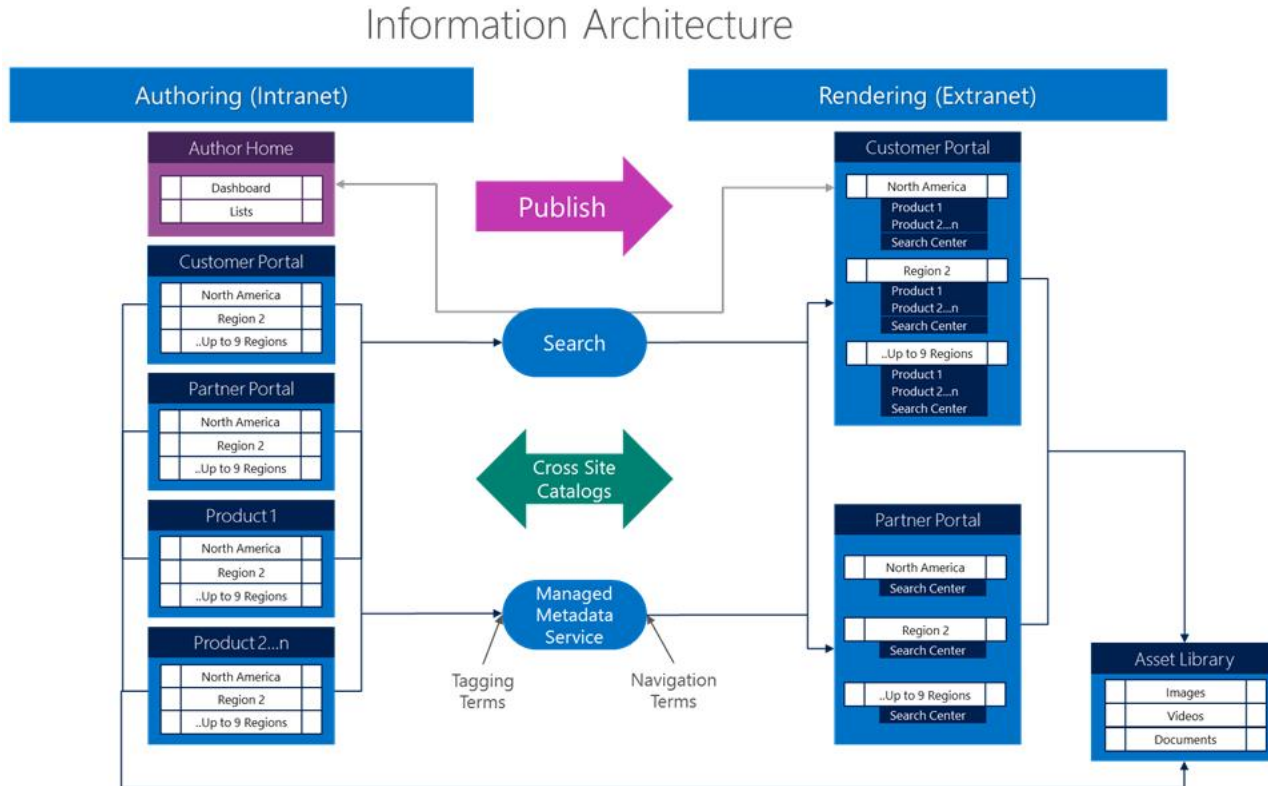 Information Architecture
Authoring (Intranet)
Rendering (Extranet)
Author Home
Dashboard
Lists
Customer Portal
North America
Region 2
..Up to 9 Regions
Partner Portal
North America
Region 2
..Up to 9 Regions
Product 1
North America
Region 2
..Up to 9 Regions
Product 2...n
North America
Region 2
..Up to 9 Regions
Publish
Search
Cross Site
Catalogs
Managed
Metadata
Service
Tagging
Terms
Navigation
Terms
Customer Portal
North America
Product 1
Product 2...n
Search Center
Region 2
Product 1
Product 2...n
Search Center
..Up to 9 Regions
Product 1
Product 2...n
Search Center
Partner Portal
North America
Search Center
Region 2
Search Center
..Up to 9 Regions
Search Center
Asset Library
Images
Videos
Documents